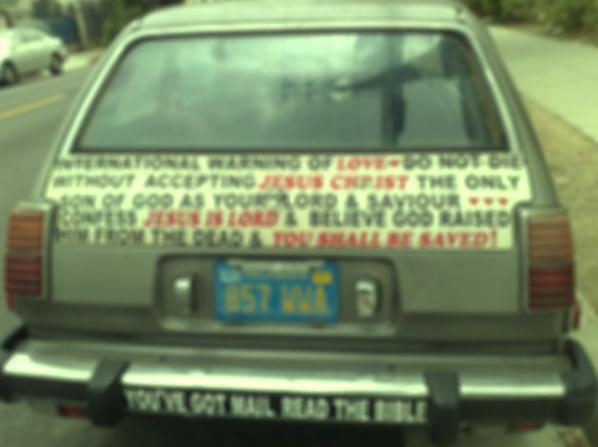 INTERNATIONAL WARNING OF LOVE♥ DO NOT DIE
WITHOUT ACCEPTING JESUS CHRIST THE ONLY
SON OF GOD AS YOUR LORD & SAVIOUR ♥♥♥
CONFESS JESUS IS LORD & BELIEVE GOD RAISED
HIM FROM THE DEAD & YOU SHALL BE SAVED!
857 WWA
YOU'VE GOT MAIL READ THE BIBLE